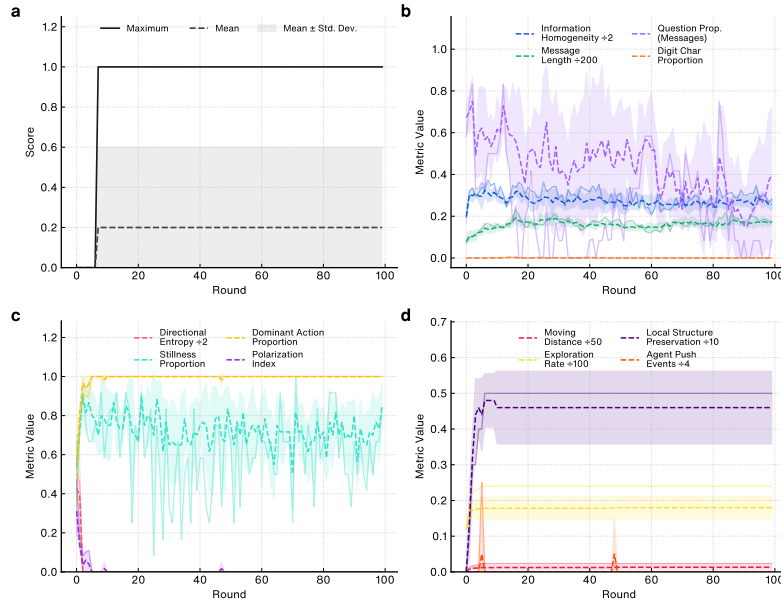 a
Maximum
Mean
Mean ± Std. Dev.
1.2
1.0
0.8
0.6
0.4
0.2
0.0
Score
0
20
40
60
80
100
Round
b
Information
Homogeneity ÷2
Message
Length ÷200
Question Prop.
(Messages)
Digit Char
Proportion
1.0
0.8
0.6
0.4
0.2
0.0
Metric Value
0
20
40
60
80
100
Round
c
Directional
Entropy ÷2
Stillness
Proportion
Dominant Action
Proportion
Polarization
Index
1.2
1.0
0.8
0.6
0.4
0.2
0.0
Metric Value
0
20
40
60
80
100
Round
d
Moving
Distance ÷50
Exploration
Rate ÷100
Local Structure
Preservation ÷10
Agent Push
Events ÷4
0.7
0.6
0.5
0.4
0.3
0.2
0.1
0.0
Metric Value
0
20
40
60
80
100
Round